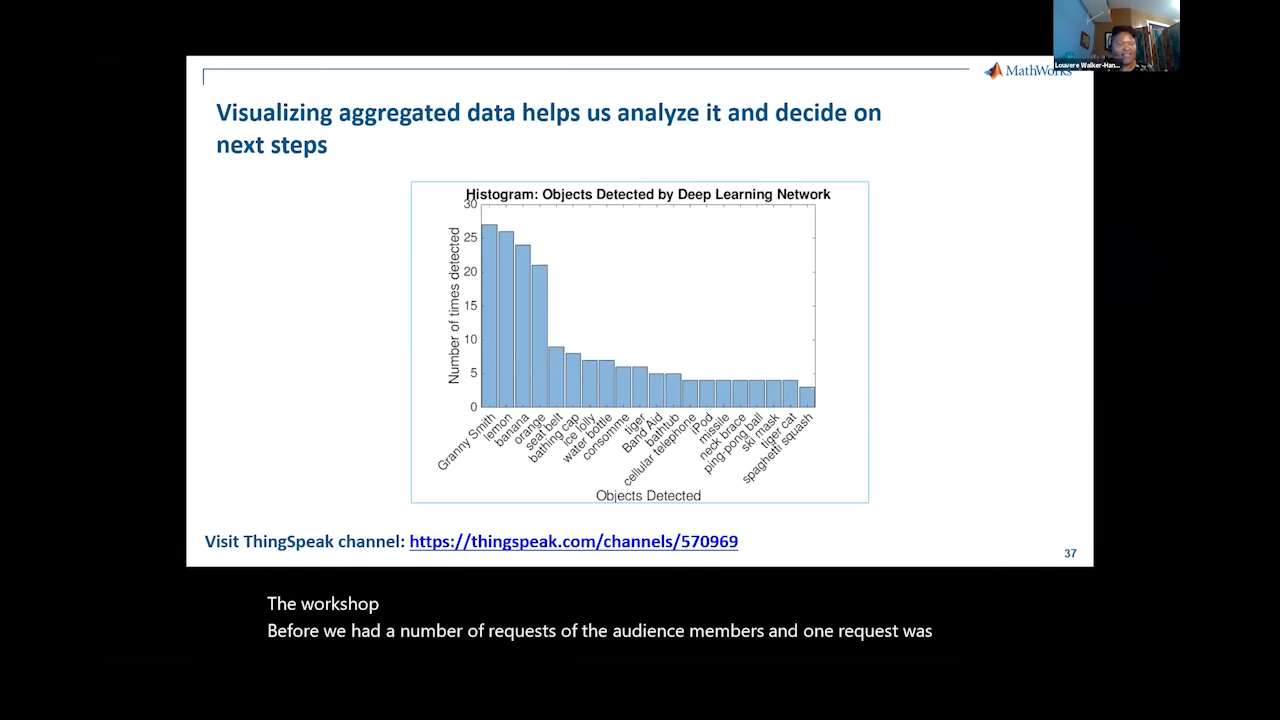 Louvere Walker-Han...
MathWorks
Visualizing aggregated data helps us analyze it and decide on
next steps
Histogram: Objects Detected by Deep Learning Network
30
25
20
15
10
5
0
Number of times detected
Granny Smith
lemon
banana
orange
seat belt
bathing cap
ice lolly
water bottle
consomme
tiger
Band Aid
bathtub
cellular telephone
iPod
missile
neck brace
ping-pong ball
ski mask
tiger cat
spaghetti squash
Objects Detected
Visit ThingSpeak channel: https://thingspeak.com/channels/570969
37
The workshop
Before we had a number of requests of the audience members and one request was